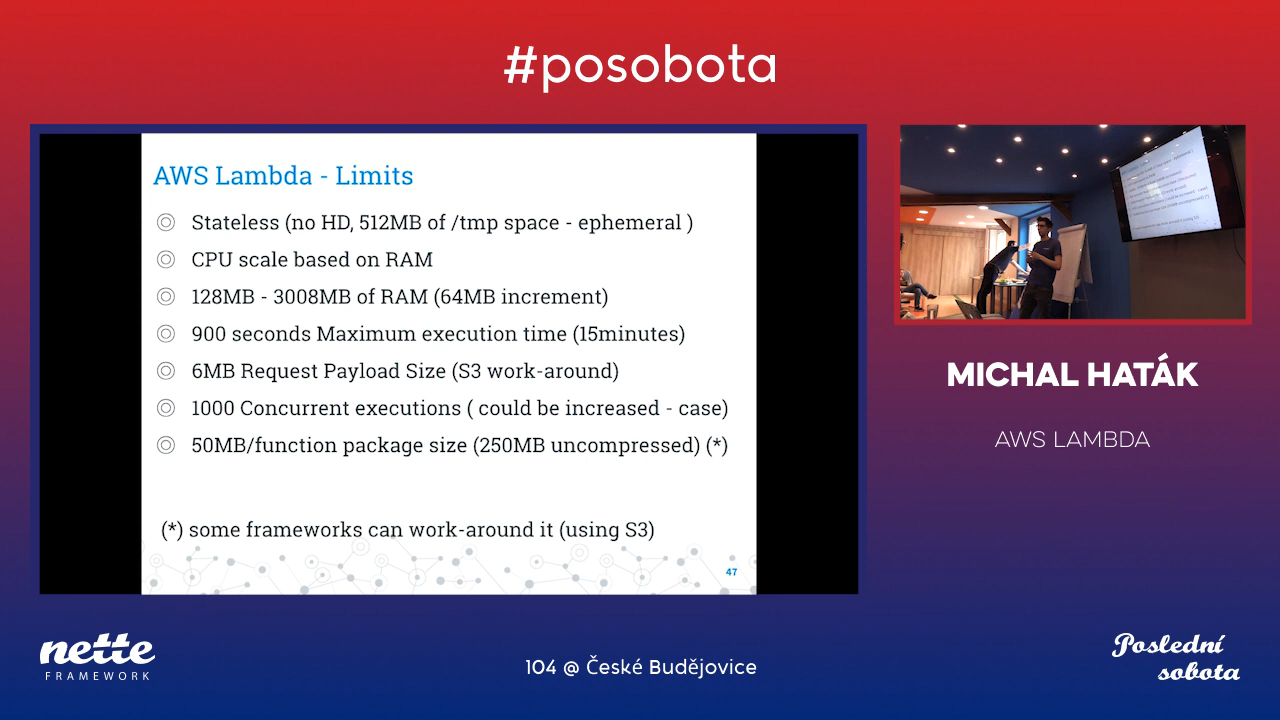 #posobota
AWS Lambda - Limits
Stateless (no HD, 512MB of /tmp space - ephemeral )
CPU scale based on RAM
128MB - 3008MB of RAM (64MB increment)
900 seconds Maximum execution time (15minutes)
6MB Request Payload Size (S3 work-around)
1000 Concurrent executions ( could be increased - case)
50MB/function package size (250MB uncompressed) (*)
(*) some frameworks can work-around it (using S3)
47
MICHAL HATÁK
AWS LAMBDA
nette
FRAMEWORK
104 @ České Budějovice
Poslední
sobota